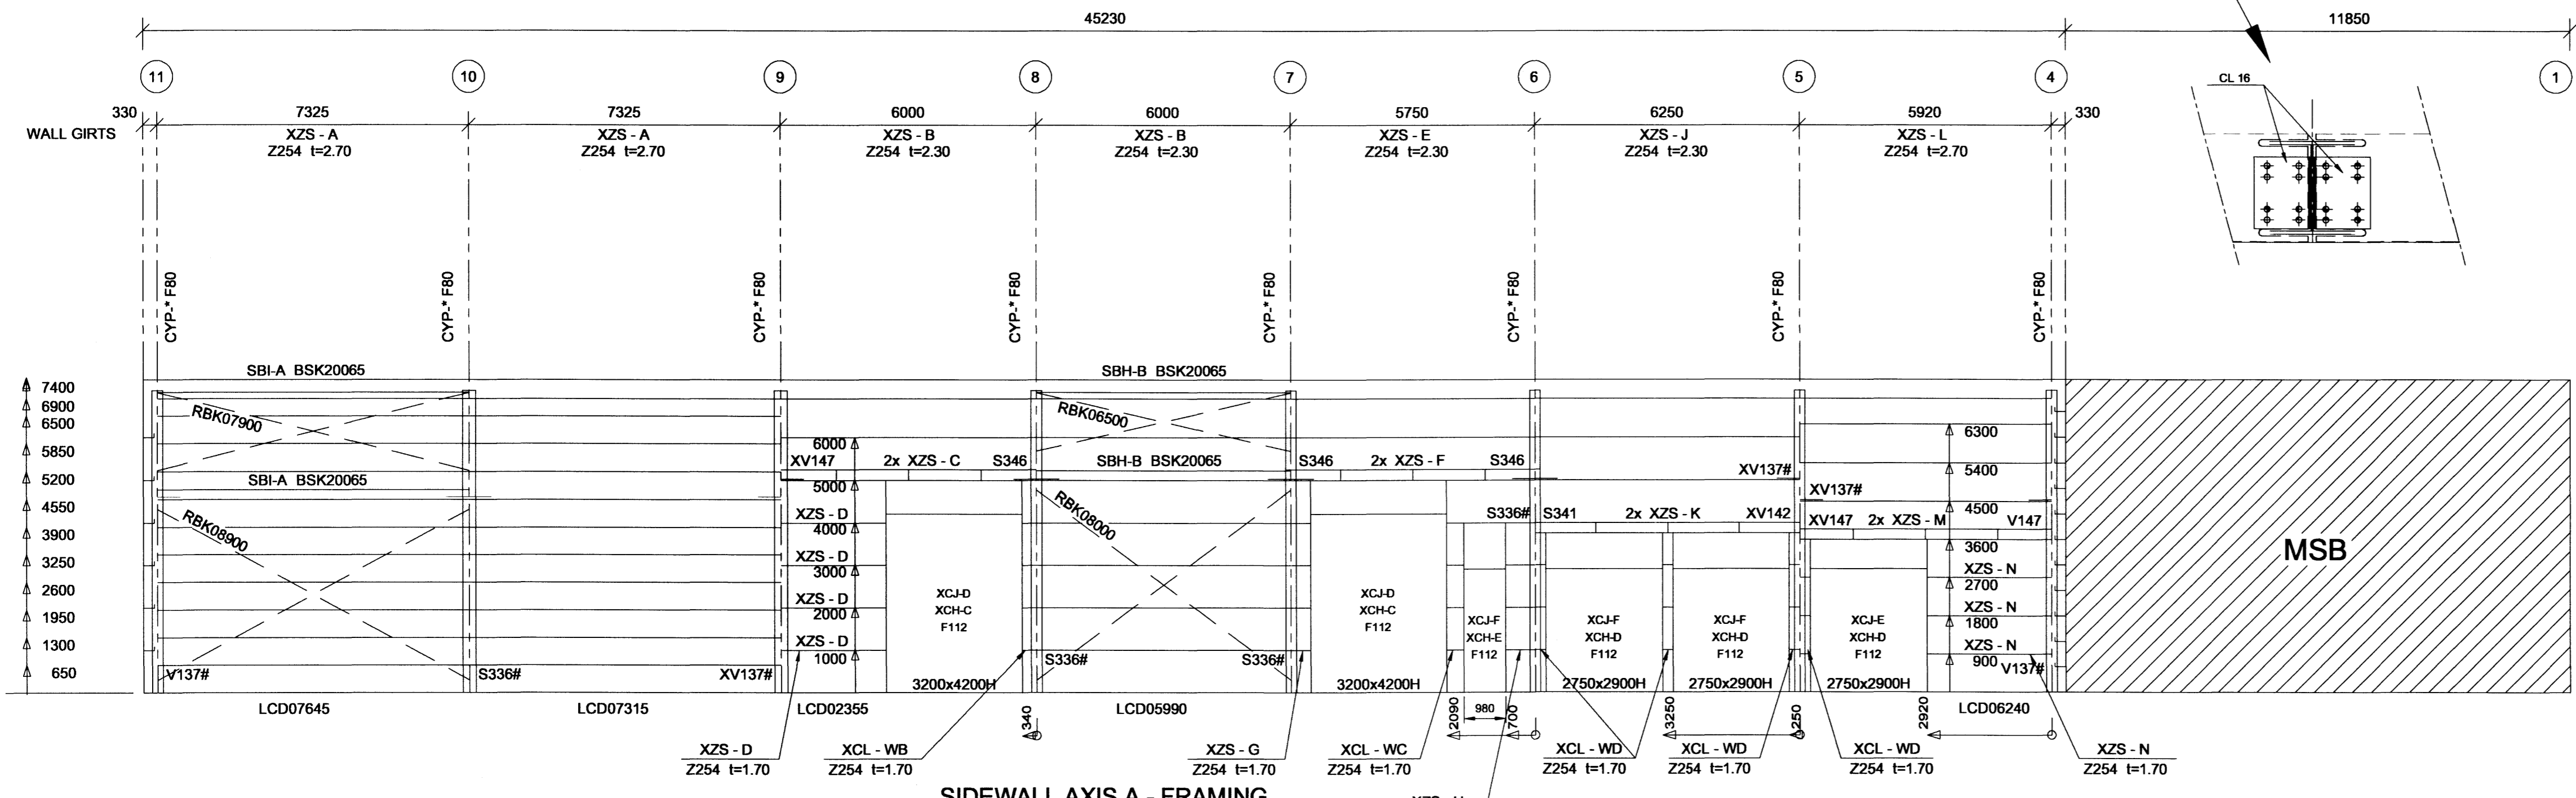 45230
11850
11
10
9
8
7
6
5
4
1
CL 16
330
7325
7325
6000
6000
5750
6250
5920
330
WALL GIRTS
XZS - A
XZS - A
XZS - B
XZS - B
XZS - E
XZS - J
XZS - L
Z254 t=2.70
Z254 t=2.70
Z254 t=2.30
Z254 t=2.30
Z254 t=2.30
Z254 t=2.30
Z254 t=2.70
CYP-* F80
CYP-* F80
CYP-* F80
CYP-* F80
CYP-* F80
CYP-* F80
CYP-* F80
CYP-* F80
SBI-A BSK20065
SBH-B BSK20065
7400
6900
6500
5850
5200
4550
3900
3250
2600
1950
1300
650
RBK07900
SBI-A BSK20065
RBK08900
V137#
S336#
XV137#
6000
XV147
2x XZS - C
S346
5000
XZS - D
4000
XZS - D
3000
XZS - D
2000
XZS - D
1000
XCJ-D
XCH-C
F112
3200x4200H
RBK06500
SBH-B BSK20065
RBK08000
S336#
S336#
S346
2x XZS - F
S346
XCJ-D
XCH-C
F112
3200x4200H
S336#
XCJ-F
XCH-E
F112
XV137#
S341
2x XZS - K
XV142
XCJ-F
XCH-D
F112
2750x2900H
XCJ-F
XCH-D
F112
2750x2900H
6300
5400
XV137#
4500
XV147
2x XZS - M
V147
3600
XZS - N
2700
XZS - N
1800
XZS - N
900
V137#
XCJ-E
XCH-D
F112
2750x2900H
MSB
LCD07645
LCD07315
LCD02355
LCD05990
LCD06240
340
2090
980
700
3250
250
2920
XZS - D
Z254 t=1.70
XCL - WB
Z254 t=1.70
XZS - G
Z254 t=1.70
XCL - WC
Z254 t=1.70
XCL - WD
Z254 t=1.70
XCL - WD
Z254 t=1.70
XCL - WD
Z254 t=1.70
XZS - N
Z254 t=1.70
SIDEWALL AXIS A - FRAMING